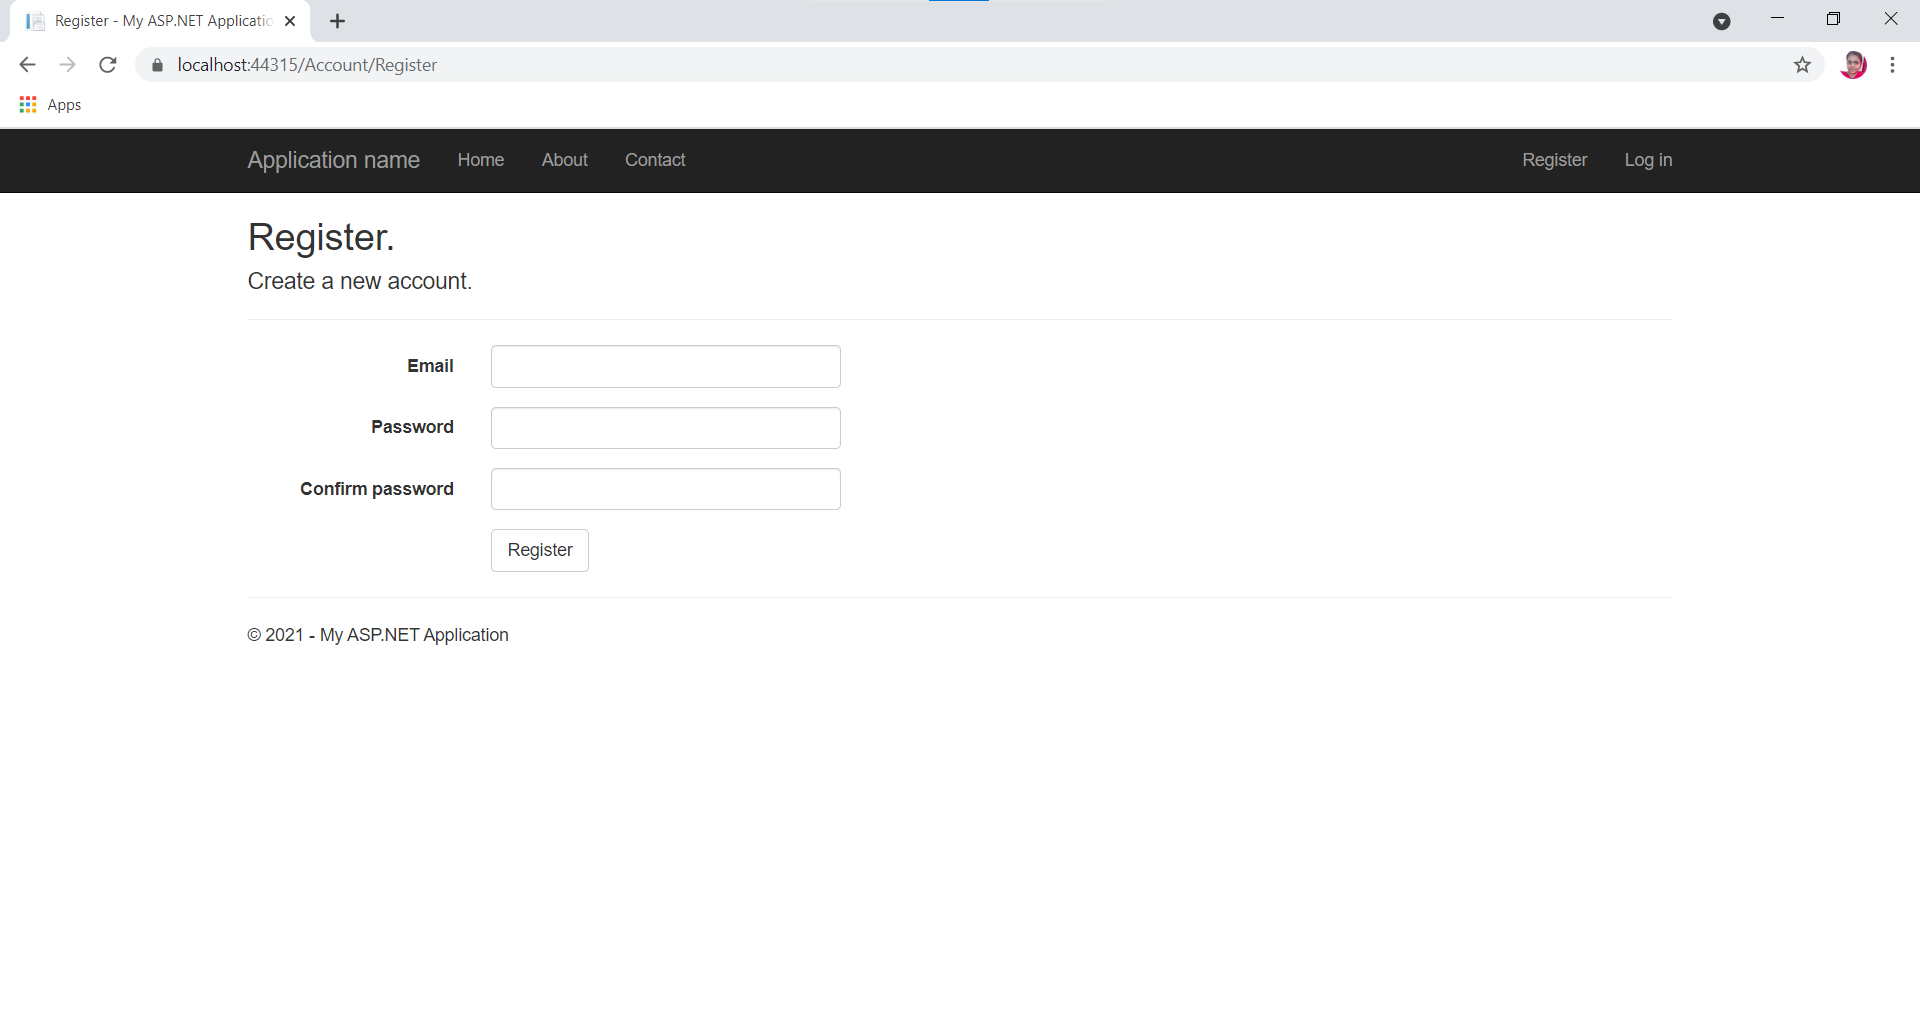 Register - My ASP.NET Applicatio
localhost:44315/Account/Register
Apps
Application name Home About Contact Register Log in
Register.
Create a new account.
Email
Password
Confirm password
Register
© 2021 - My ASP.NET Application